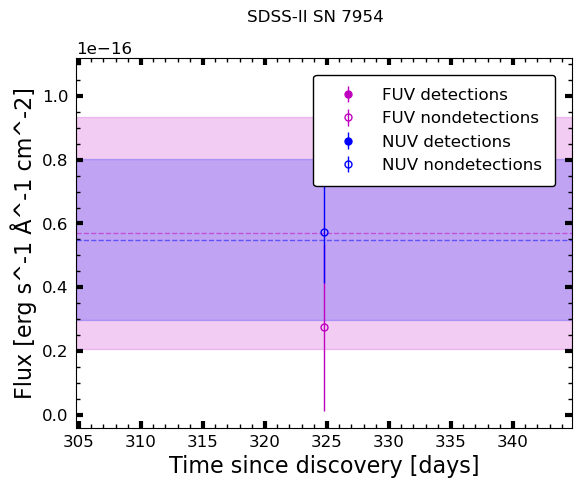 SDSS-II SN 7954
1e−16
FUV detections
FUV nondetections
NUV detections
NUV nondetections
1.0
0.8
0.6
0.4
0.2
0.0
Flux [erg s^-1 Å^-1 cm^-2]
305 310 315 320 325 330 335 340
Time since discovery [days]